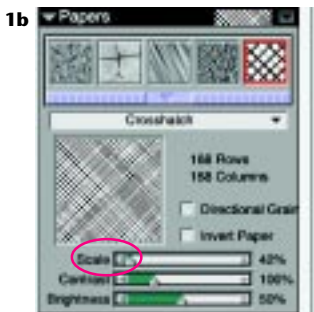 1b
Papers
Crosshatch
168 Rows
168 Columns
Directional Grain
Invert Paper
Scale 42%
Contrast 100%
Brightness 50%